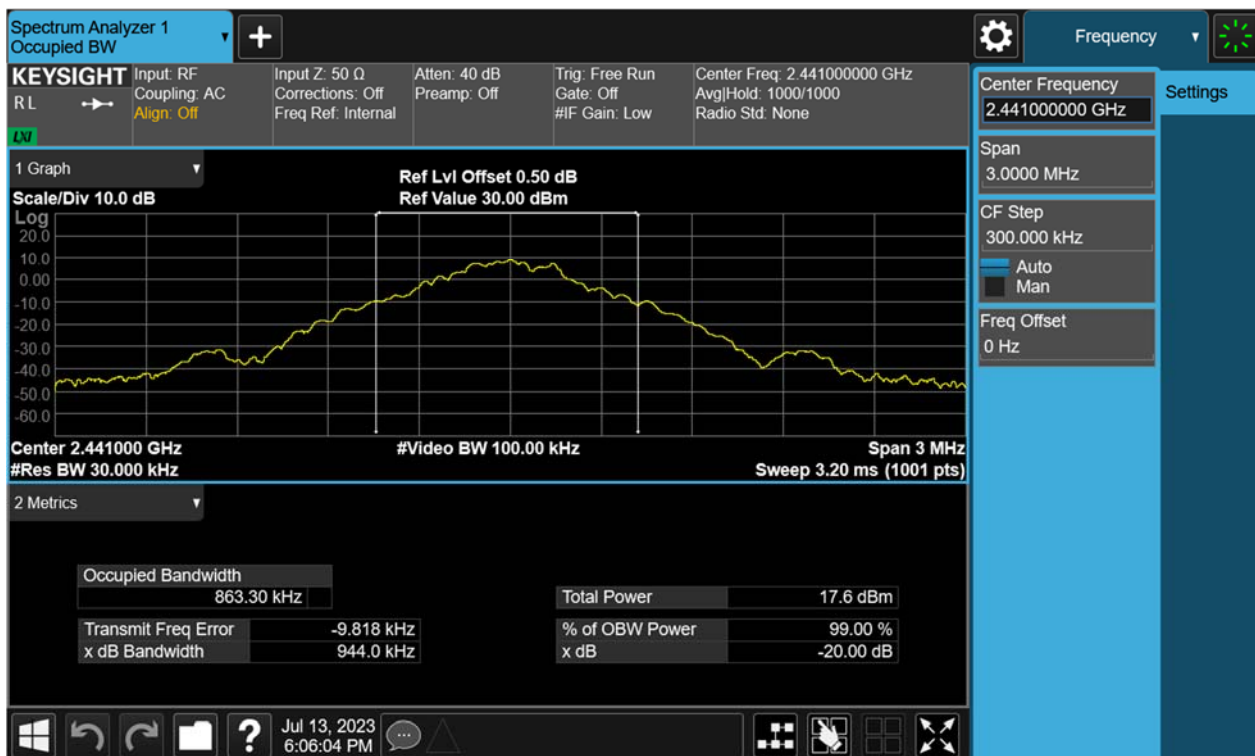 Spectrum Analyzer 1
Occupied BW
Frequency
KEYSIGHT
R L
LXI
Input: RF
Coupling: AC
Align: Off
Input Z: 50 Ω
Corrections: Off
Freq Ref: Internal
Atten: 40 dB
Preamp: Off
Trig: Free Run
Gate: Off
#IF Gain: Low
Center Freq: 2.441000000 GHz
Avg|Hold: 1000/1000
Radio Std: None
Center Frequency
2.441000000 GHz
Settings
Span
3.0000 MHz
CF Step
300.000 kHz
Auto
Man
Freq Offset
0 Hz
1 Graph
Ref Lvl Offset 0.50 dB
Scale/Div 10.0 dB
Ref Value 30.00 dBm
Log
20.0
10.0
0.00
-10.0
-20.0
-30.0
-40.0
-50.0
-60.0
Center 2.441000 GHz
#Video BW 100.00 kHz
Span 3 MHz
#Res BW 30.000 kHz
Sweep 3.20 ms (1001 pts)
2 Metrics
Occupied Bandwidth
863.30 kHz
Total Power 17.6 dBm
Transmit Freq Error -9.818 kHz
% of OBW Power 99.00 %
x dB Bandwidth 944.0 kHz
x dB -20.00 dB
?
Jul 13, 2023
6:06:04 PM